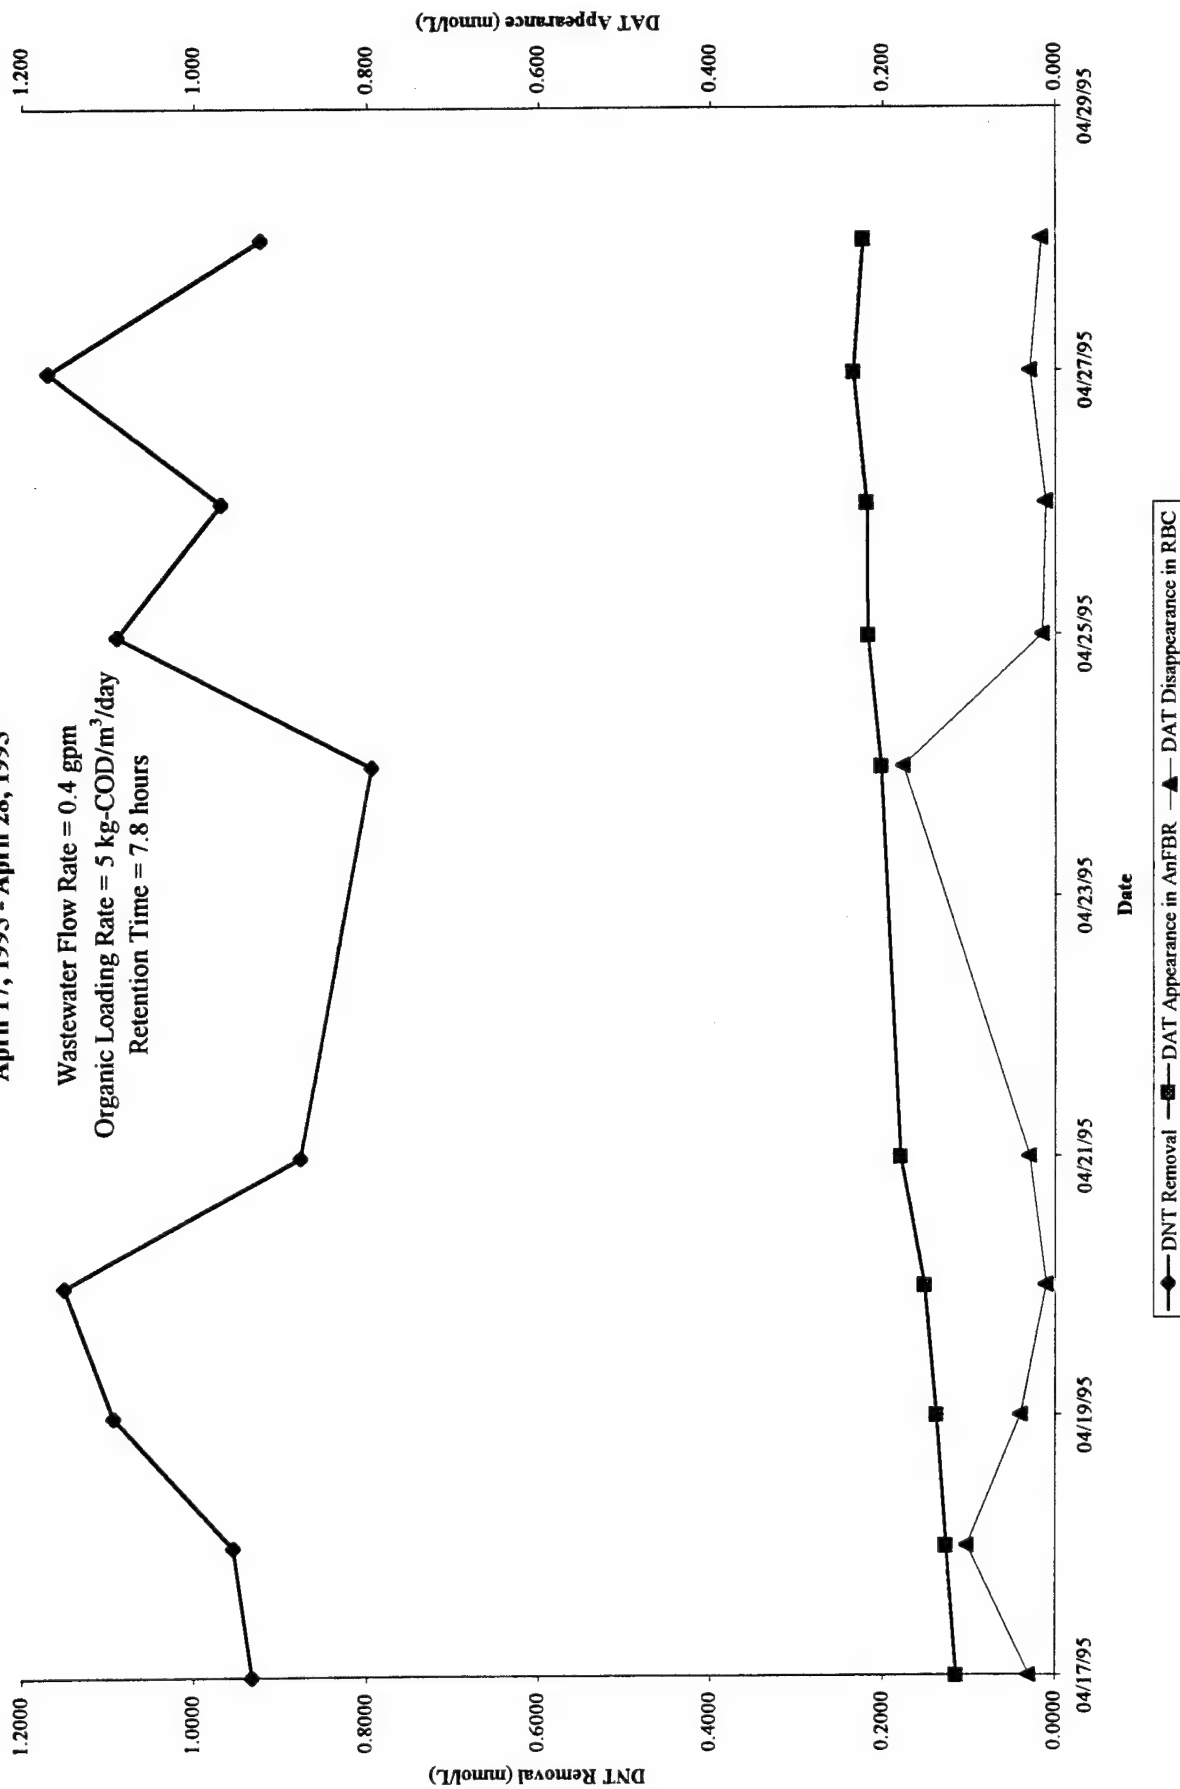 April 17, 1995 - April 28, 1995
Wastewater Flow Rate = 0.4 gpm
Organic Loading Rate = 5 kg-COD/m³/day
Retention Time = 7.8 hours
DNT Removal (mmol/L)
1.2000
1.0000
0.8000
0.6000
0.4000
0.2000
0.0000
DAT Appearance (mmol/L)
1.200
1.000
0.800
0.600
0.400
0.200
0.000
04/17/95
04/19/95
04/21/95
04/23/95
04/25/95
04/27/95
04/29/95
Date
DNT Removal
DAT Appearance in AnFBR
DAT Disappearance in RBC